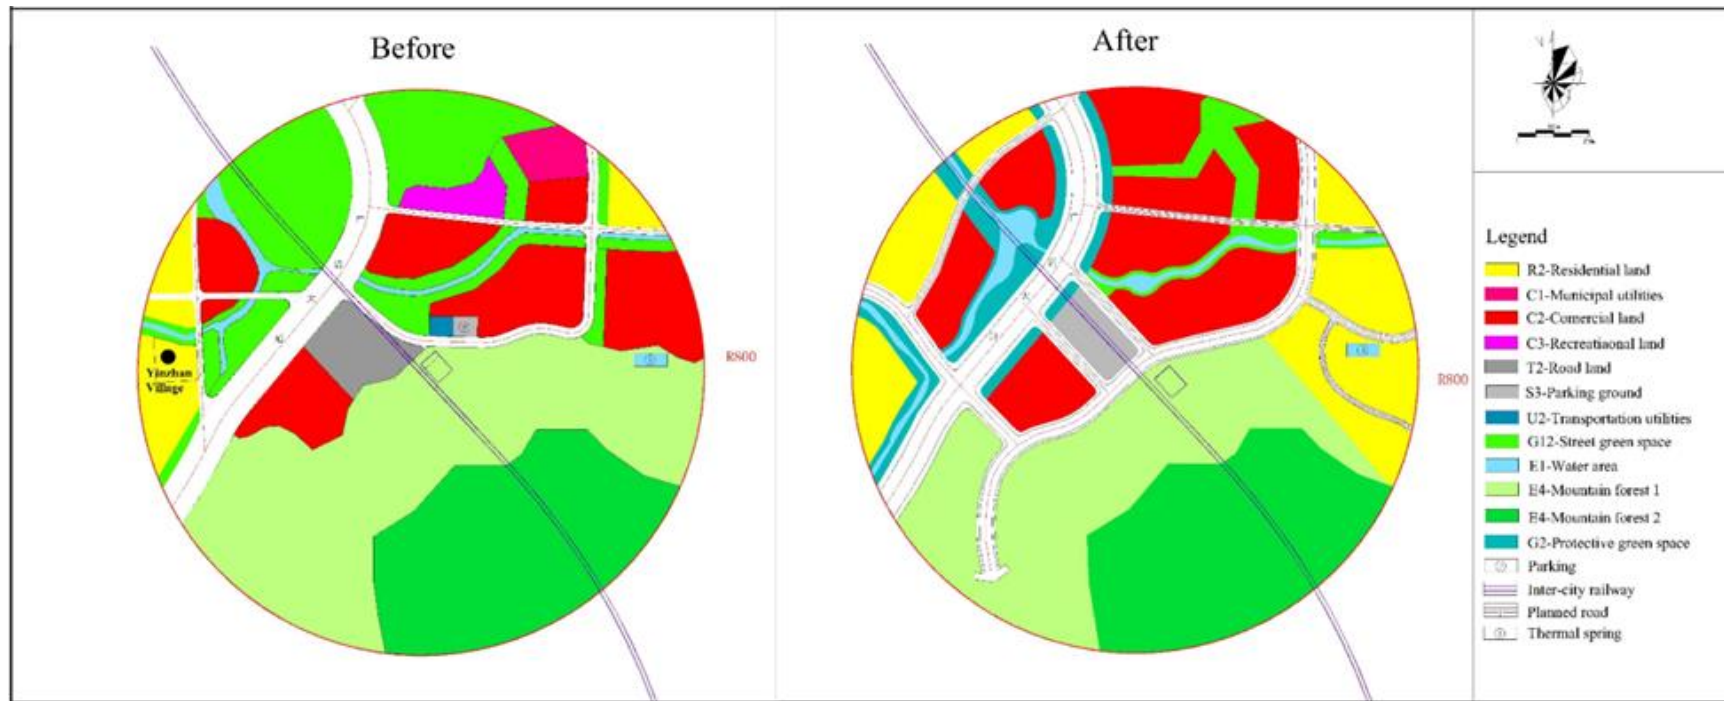 Before
After
Yinzhan
Village
R800
R800
Legend
R2-Residential land
C1-Municipal utilities
C2-Comercial land
C3-Recreatiaonal land
T2-Road land
S3-Parking ground
U2-Transportation utilities
G12-Street green space
E1-Water area
E4-Mountain forest 1
E4-Mountain forest 2
G2-Protective green space
Parking
Inter-city railway
Planned road
Thermal spring